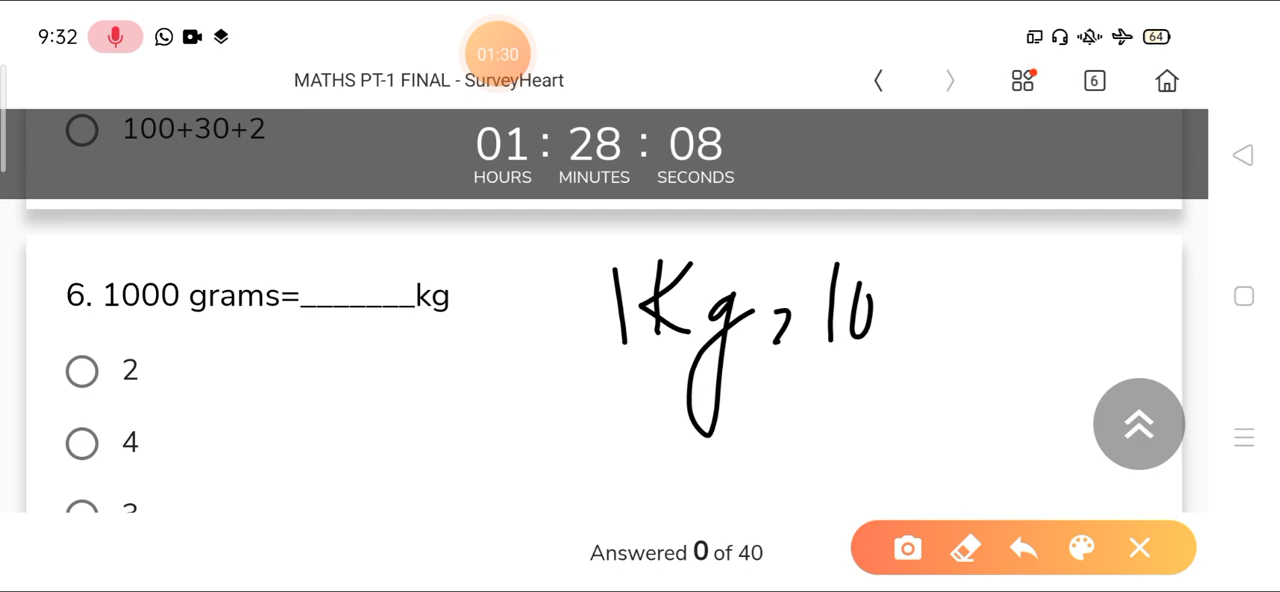 9:32
01:30
64
MATHS PT-1 FINAL - SurveyHeart
6
100+30+2
01 : 28 : 08
HOURS MINUTES SECONDS
6. 1000 grams=_______kg
1Kg, 10
2
4
Answered 0 of 40